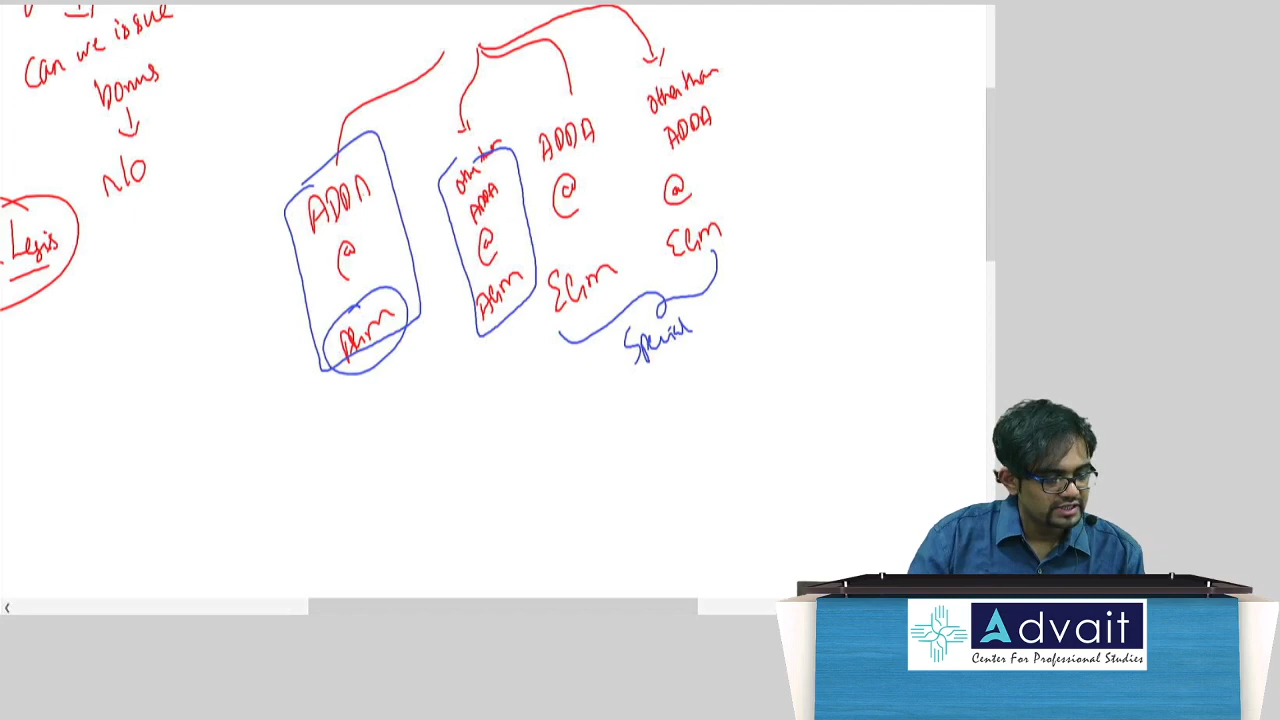 Can we issue
bonus
n/o
Legis
ADDA
@
AGM
other than
ADDA
@
AGM
ADDA
@
EGM
other than
ADDA
@
EGM
Special
Advait
Center For Professional Studies